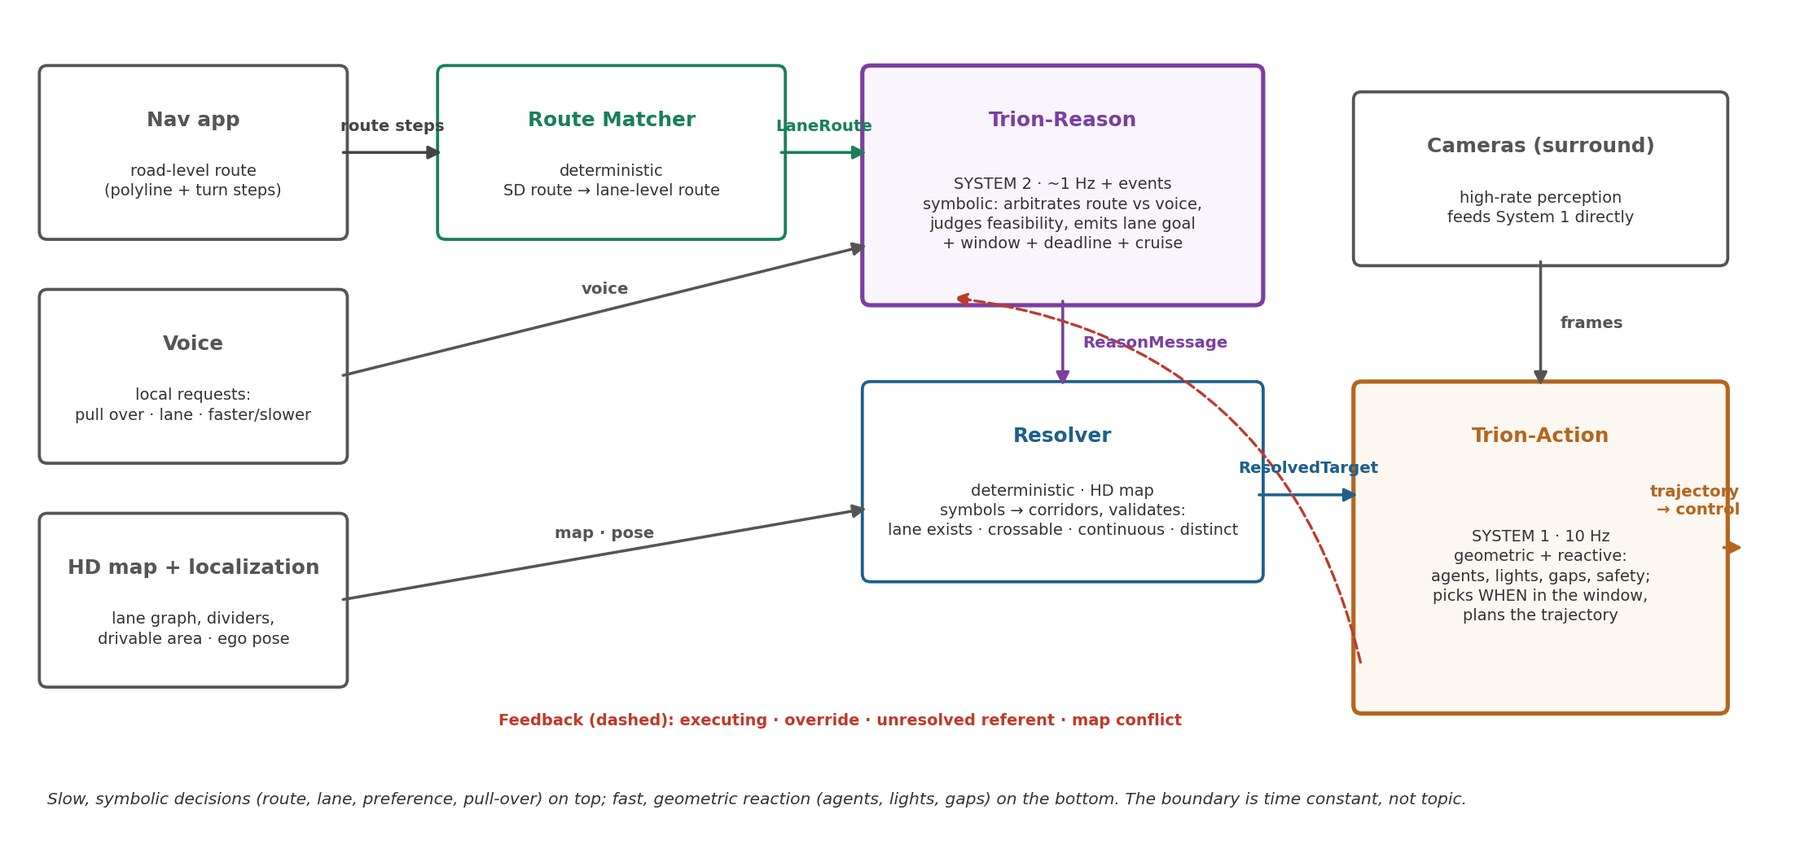 Nav app
road-level route
(polyline + turn steps)
route steps
Route Matcher
deterministic
SD route → lane-level route
LaneRoute
Trion-Reason
SYSTEM 2 · ~1 Hz + events
symbolic: arbitrates route vs voice,
judges feasibility, emits lane goal
+ window + deadline + cruise
Cameras (surround)
high-rate perception
feeds System 1 directly
voice
Voice
local requests:
pull over · lane · faster/slower
ReasonMessage
frames
Resolver
deterministic · HD map
symbols → corridors, validates:
lane exists · crossable · continuous · distinct
ResolvedTarget
Trion-Action
SYSTEM 1 · 10 Hz
geometric + reactive:
agents, lights, gaps, safety;
picks WHEN in the window,
plans the trajectory
trajectory
→ control
map · pose
HD map + localization
lane graph, dividers,
drivable area · ego pose
Feedback (dashed): executing · override · unresolved referent · map conflict
Slow, symbolic decisions (route, lane, preference, pull-over) on top; fast, geometric reaction (agents, lights, gaps) on the bottom. The boundary is time constant, not topic.